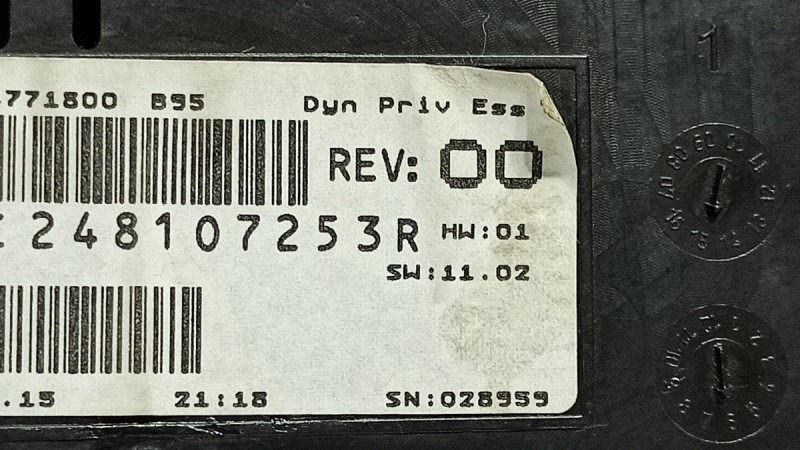 771800 B95 Dyn Priv Ess
REV: 00
248107253R HW:01
SW:11.02
.15 21:18 SN:028959
1